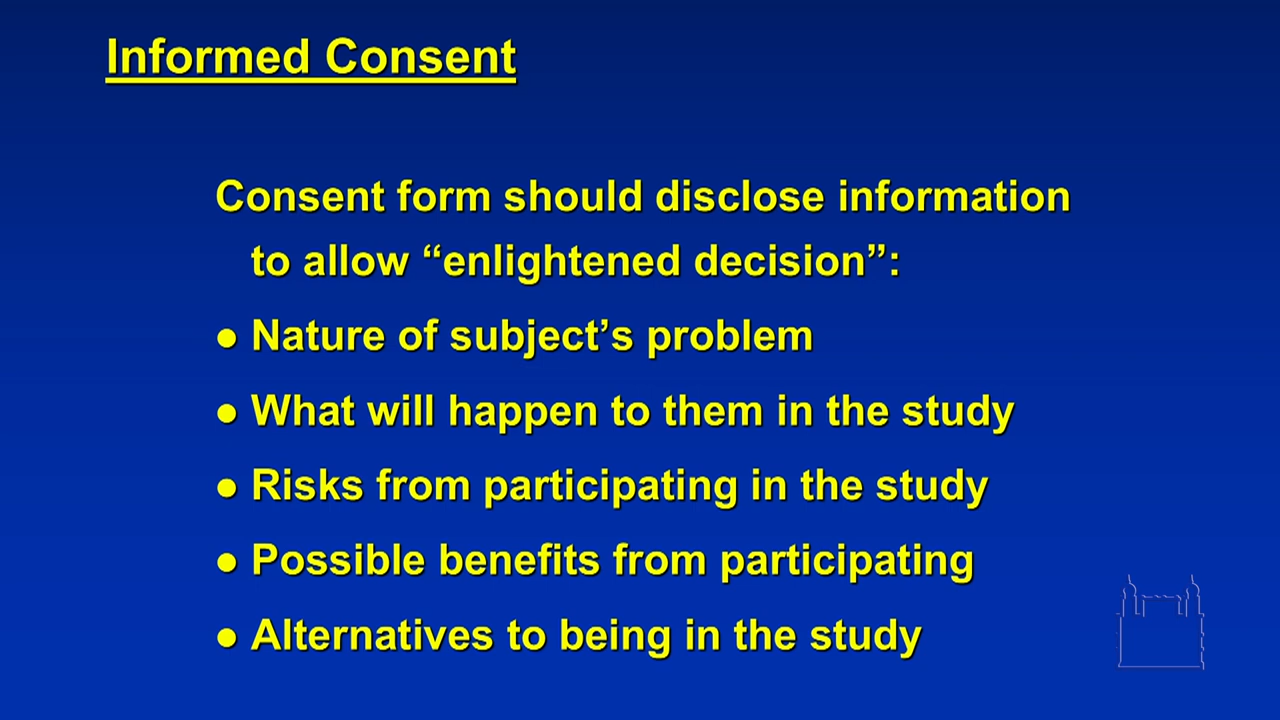 Informed Consent
Consent form should disclose information
to allow “enlightened decision”:
● Nature of subject’s problem
● What will happen to them in the study
● Risks from participating in the study
● Possible benefits from participating
● Alternatives to being in the study